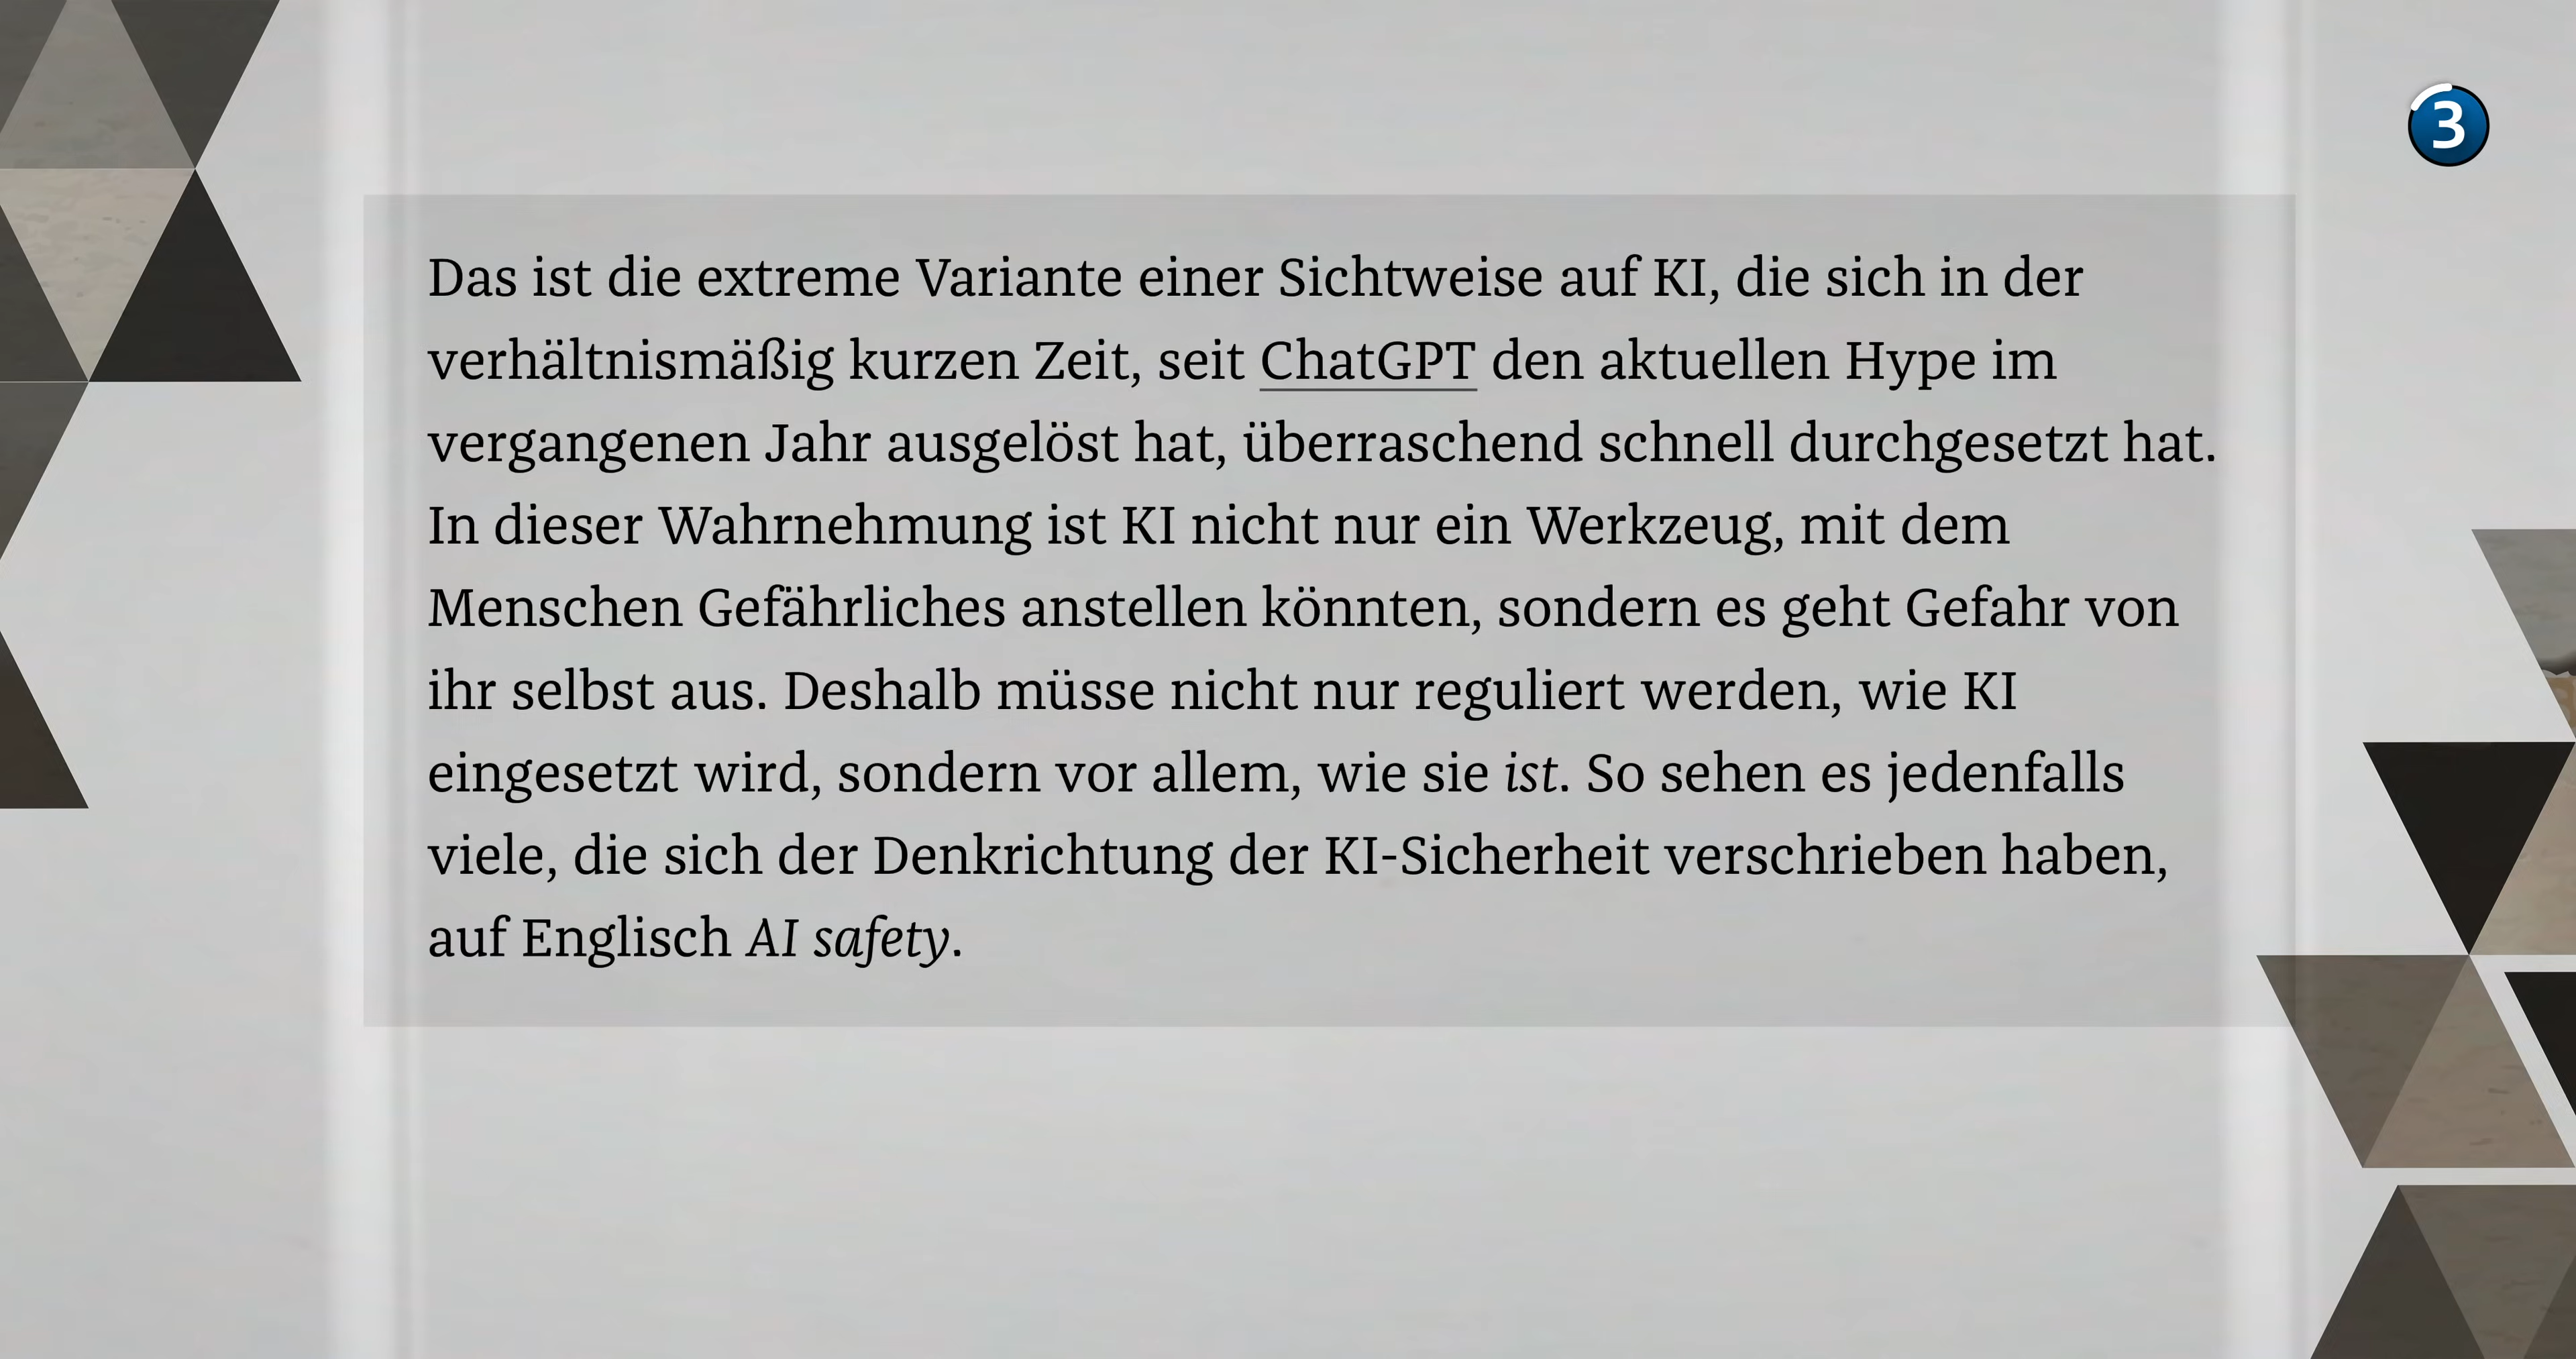 3
Das ist die extreme Variante einer Sichtweise auf KI, die sich in der
verhältnismäßig kurzen Zeit, seit ChatGPT den aktuellen Hype im
vergangenen Jahr ausgelöst hat, überraschend schnell durchgesetzt hat.
In dieser Wahrnehmung ist KI nicht nur ein Werkzeug, mit dem
Menschen Gefährliches anstellen könnten, sondern es geht Gefahr von
ihr selbst aus. Deshalb müsse nicht nur reguliert werden, wie KI
eingesetzt wird, sondern vor allem, wie sie ist. So sehen es jedenfalls
viele, die sich der Denkrichtung der KI-Sicherheit verschrieben haben,
auf Englisch AI safety.